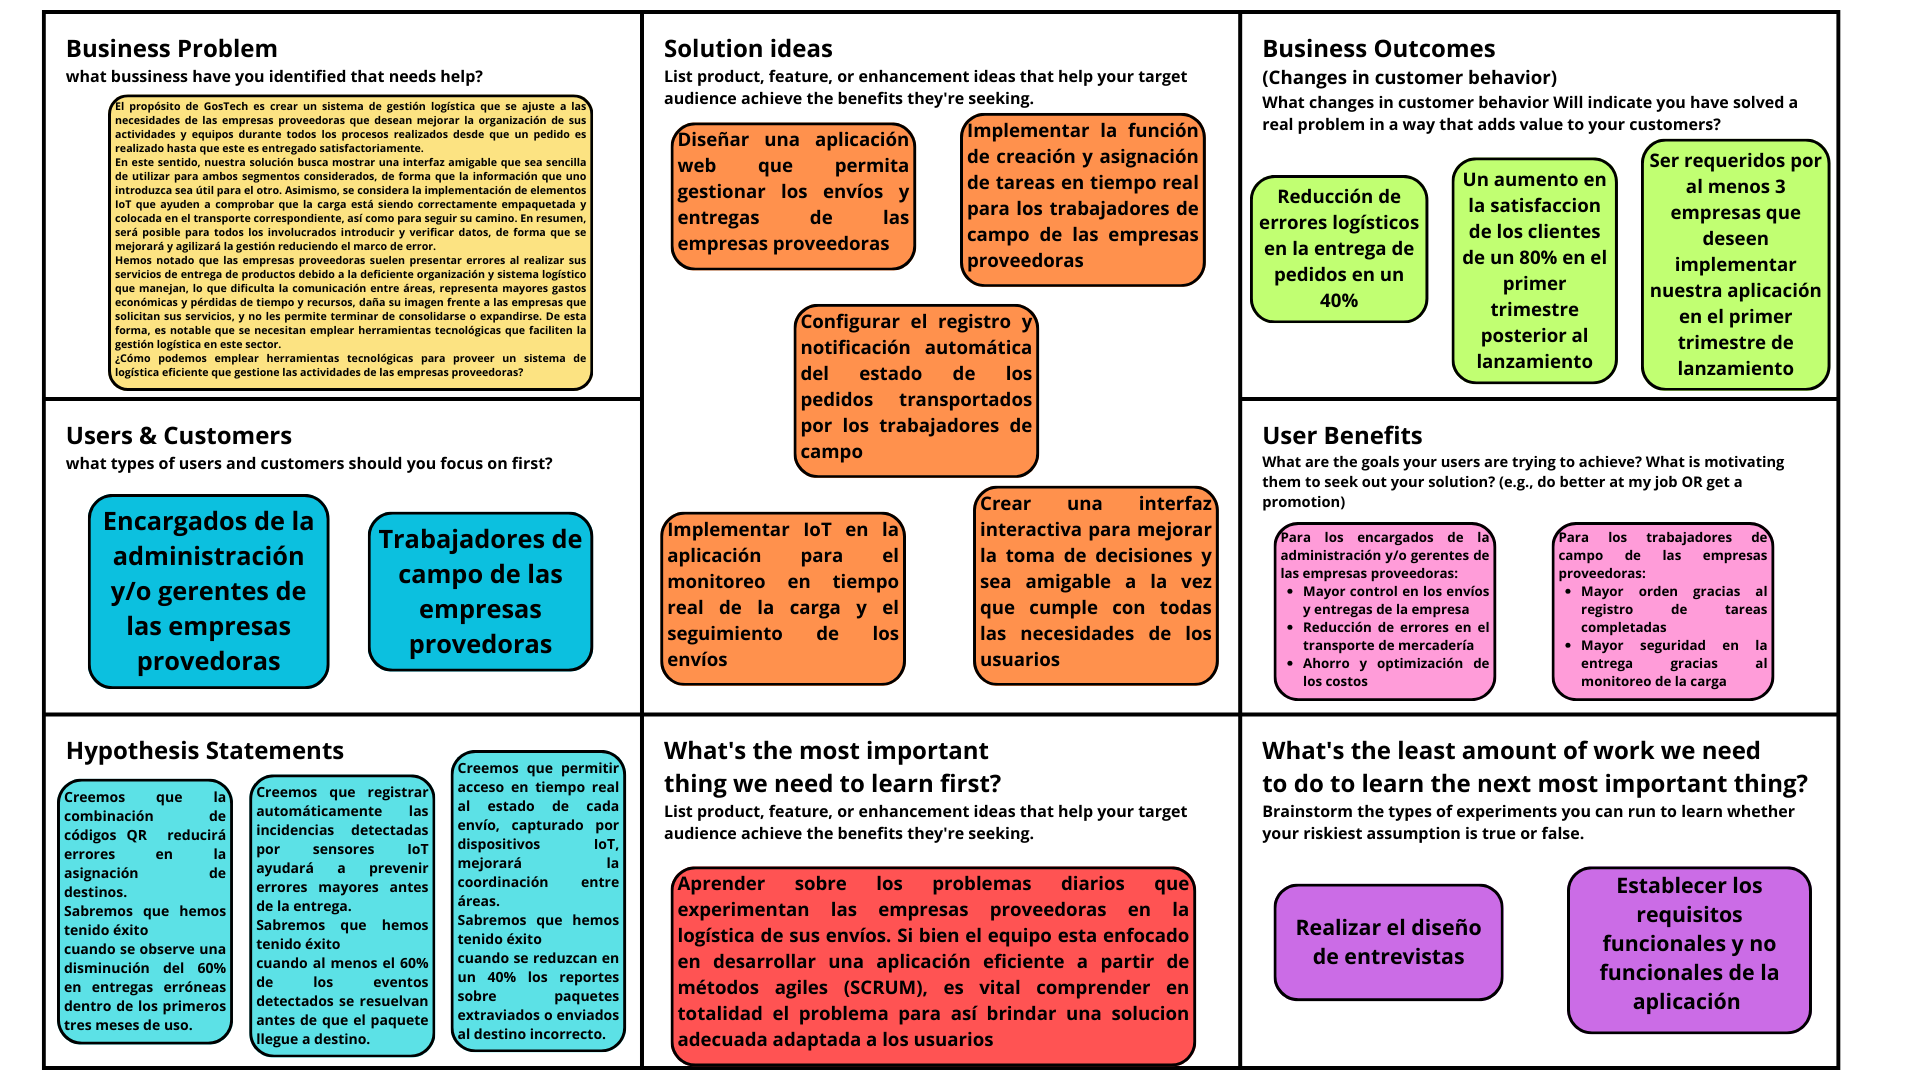 Business Problem
what bussiness have you identified that needs help?
El propósito de GosTech es crear un sistema de gestión logística que se ajuste a las
necesidades de las empresas proveedoras que desean mejorar la organización de sus
actividades y equipos durante todos los procesos realizados desde que un pedido es
realizado hasta que este es entregado satisfactoriamente.
En este sentido, nuestra solución busca mostrar una interfaz amigable que sea sencilla
de utilizar para ambos segmentos considerados, de forma que la información que uno
introduzca sea útil para el otro. Asimismo, se considera la implementación de elementos
IoT que ayuden a comprobar que la carga está siendo correctamente empaquetada y
colocada en el transporte correspondiente, así como para seguir su camino. En resumen,
será posible para todos los involucrados introducir y verificar datos, de forma que se
mejorará y agilizará la gestión reduciendo el marco de error.
Hemos notado que las empresas proveedoras suelen presentar errores al realizar sus
servicios de entrega de productos debido a la deficiente organización y sistema logístico
que manejan, lo que dificulta la comunicación entre áreas, representa mayores gastos
económicos y pérdidas de tiempo y recursos, daña su imagen frente a las empresas que
solicitan sus servicios, y no les permite terminar de consolidarse o expandirse. De esta
forma, es notable que se necesitan emplear herramientas tecnológicas que faciliten la
gestión logística en este sector.
¿Cómo podemos emplear herramientas tecnológicas para proveer un sistema de
logística eficiente que gestione las actividades de las empresas proveedoras?
Solution ideas
List product, feature, or enhancement ideas that help your target
audience achieve the benefits they're seeking.
Diseñar una aplicación
web que permita
gestionar los envíos y
entregas de las
empresas proveedoras
Implementar la función
de creación y asignación
de tareas en tiempo real
para los trabajadores de
campo de las empresas
proveedoras
Configurar el registro y
notificación automática
del estado de los
pedidos transportados
por los trabajadores de
campo
Implementar IoT en la
aplicación para el
monitoreo en tiempo
real de la carga y el
seguimiento de los
envíos
Crear una interfaz
interactiva para mejorar
la toma de decisiones y
sea amigable a la vez
que cumple con todas
las necesidades de los
usuarios
Business Outcomes
(Changes in customer behavior)
What changes in customer behavior Will indicate you have solved a
real problem in a way that adds value to your customers?
Reducción de
errores logísticos
en la entrega de
pedidos en un
40%
Un aumento en
la satisfaccion
de los clientes
de un 80% en el
primer
trimestre
posterior al
lanzamiento
Ser requeridos por
al menos 3
empresas que
deseen
implementar
nuestra aplicación
en el primer
trimestre de
lanzamiento
Users & Customers
what types of users and customers should you focus on first?
Encargados de la
administración
y/o gerentes de
las empresas
provedoras
Trabajadores de
campo de las
empresas
provedoras
User Benefits
What are the goals your users are trying to achieve? What is motivating
them to seek out your solution? (e.g., do better at my job OR get a
promotion)
Para los encargados de la
administración y/o gerentes de
las empresas proveedoras:
• Mayor control en los envíos
y entregas de la empresa
• Reducción de errores en el
transporte de mercadería
• Ahorro y optimización de
los costos
Para los trabajadores de
campo de las empresas
proveedoras:
• Mayor orden gracias al
registro de tareas
completadas
• Mayor seguridad en la
entrega gracias al
monitoreo de la carga
Hypothesis Statements
Creemos que la
combinación de
códigos QR reducirá
errores en la
asignación de
destinos.
Sabremos que hemos
tenido éxito
cuando se observe una
disminución del 60%
en entregas erróneas
dentro de los primeros
tres meses de uso.
Creemos que registrar
automáticamente las
incidencias detectadas
por sensores IoT
ayudará a prevenir
errores mayores antes
de la entrega.
Sabremos que hemos
tenido éxito
cuando al menos el 60%
de los eventos
detectados se resuelvan
antes de que el paquete
llegue a destino.
Creemos que permitir
acceso en tiempo real
al estado de cada
envío, capturado por
dispositivos IoT,
mejorará la
coordinación entre
áreas.
Sabremos que hemos
tenido éxito
cuando se reduzcan en
un 40% los reportes
sobre paquetes
extraviados o enviados
al destino incorrecto.
What's the most important
thing we need to learn first?
List product, feature, or enhancement ideas that help your target
audience achieve the benefits they're seeking.
Aprender sobre los problemas diarios que
experimentan las empresas proveedoras en la
logística de sus envíos. Si bien el equipo esta enfocado
en desarrollar una aplicación eficiente a partir de
métodos agiles (SCRUM), es vital comprender en
totalidad el problema para así brindar una solucion
adecuada adaptada a los usuarios
What's the least amount of work we need
to do to learn the next most important thing?
Brainstorm the types of experiments you can run to learn whether
your riskiest assumption is true or false.
Realizar el diseño
de entrevistas
Establecer los
requisitos
funcionales y no
funcionales de la
aplicación